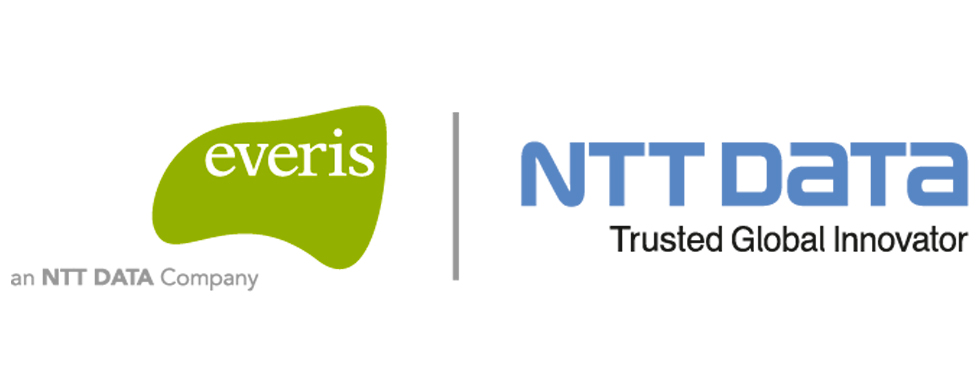 everis
an NTT DATA Company
NTT DATA
Trusted Global Innovator